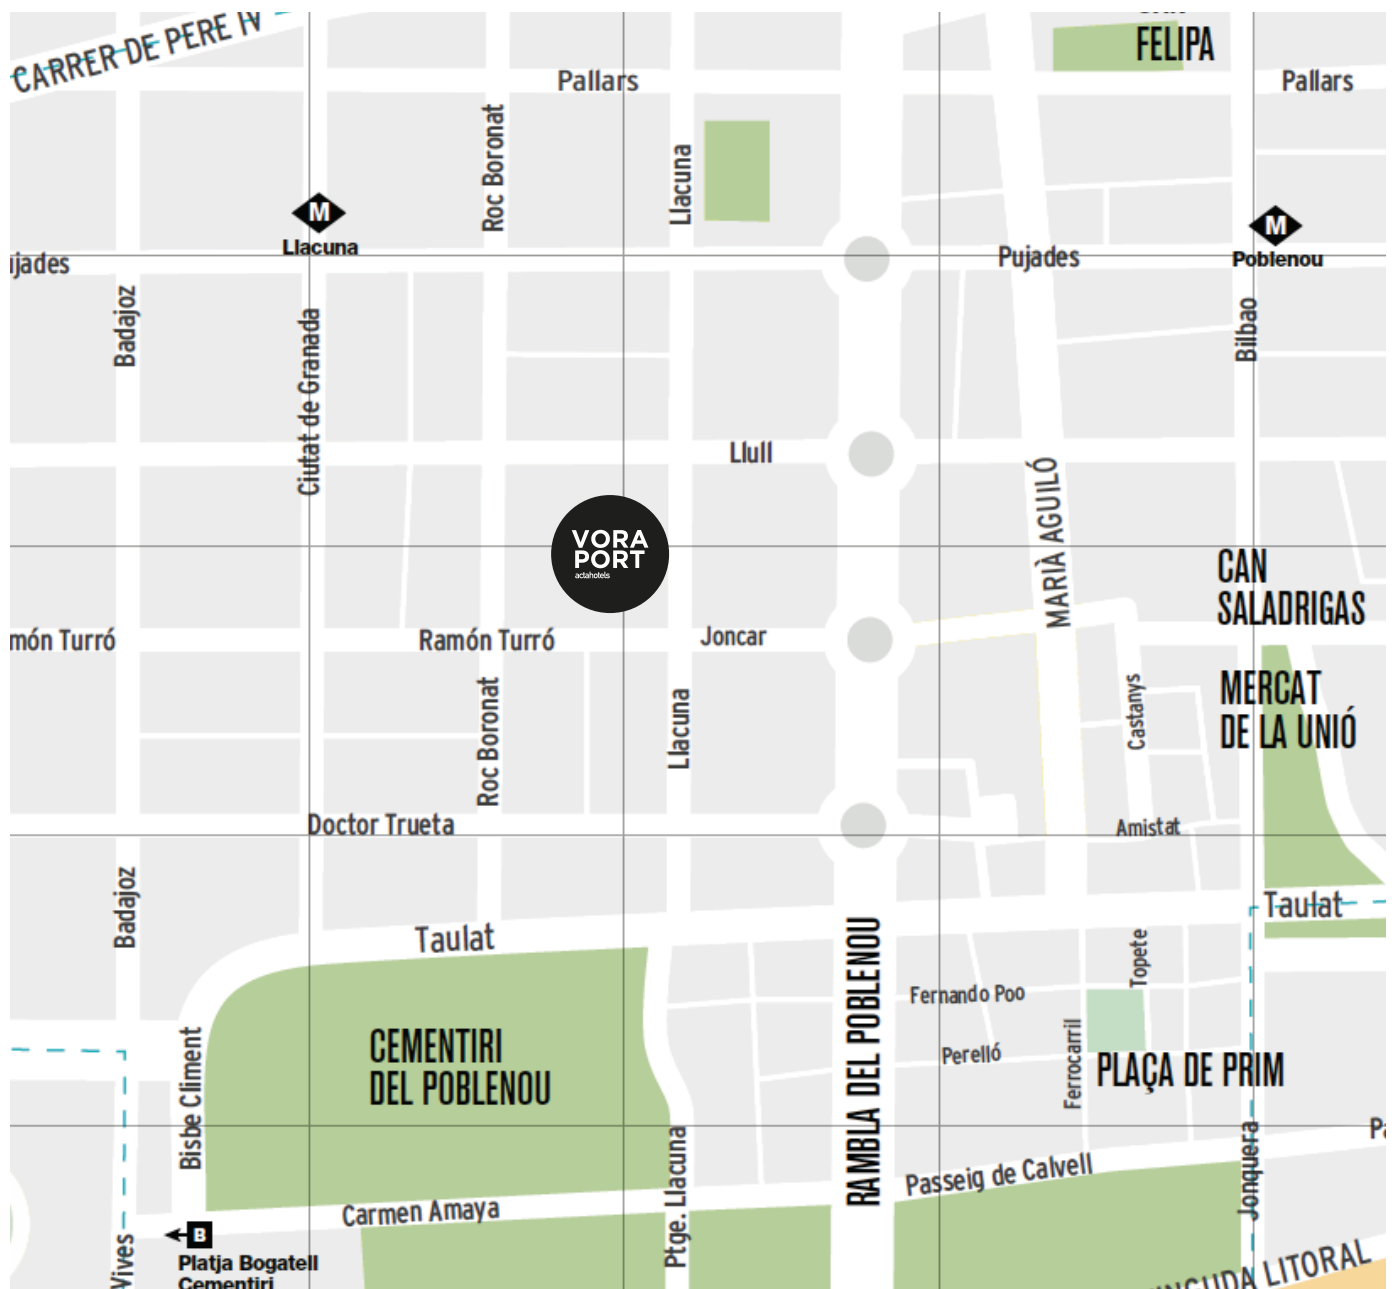 CARRER DE PERE IV
FELIPA
Pallars
Pallars
Roc Boronat
Llacuna
M
Llacuna
M
Poblenou
Pujades
Badajoz
Ciutat de Granada
Bilbao
Llull
MARIÀ AGUILÓ
VORA
PORT
actahotels
CAN
SALADRIGAS
món Turró
Ramón Turró
Joncar
MERCAT
DE LA UNIÓ
Castanys
Roc Boronat
Llacuna
Doctor Trueta
Amistat
Badajoz
Taulat
Taulat
RAMBLA DEL POBLENOU
Topete
Fernando Poo
Perelló
Ferrocarril
PLAÇA DE PRIM
CEMENTIRI
DEL POBLENOU
Bisbe Climent
Ptge. Llacuna
Passeig de Calvell
Jonquera
Carmen Amaya
B
Platja Bogatell
Cementiri
Vives
LITORAL